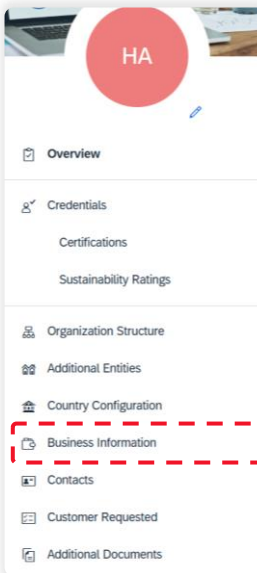 HA
Overview
Credentials
Certifications
Sustainability Ratings
Organization Structure
Additional Entities
Country Configuration
Business Information
Contacts
Customer Requested
Additional Documents